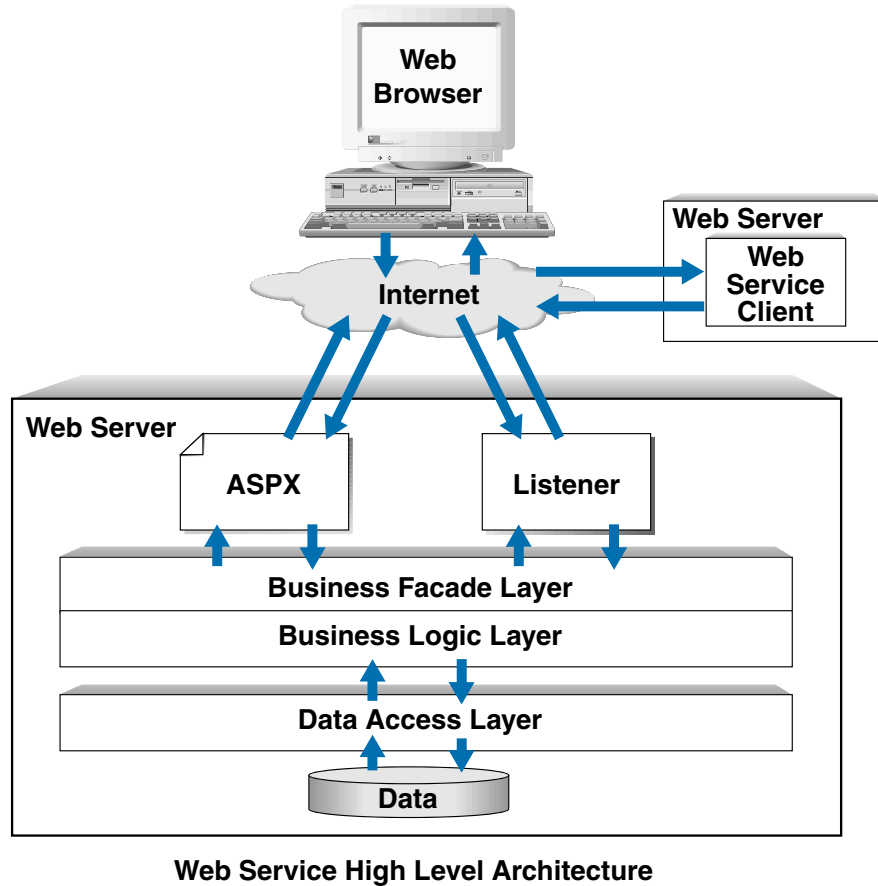 Web
Browser
Web Server
Web
Service
Client
Internet
Web Server
ASPX
Listener
Business Facade Layer
Business Logic Layer
Data Access Layer
Data
Web Service High Level Architecture